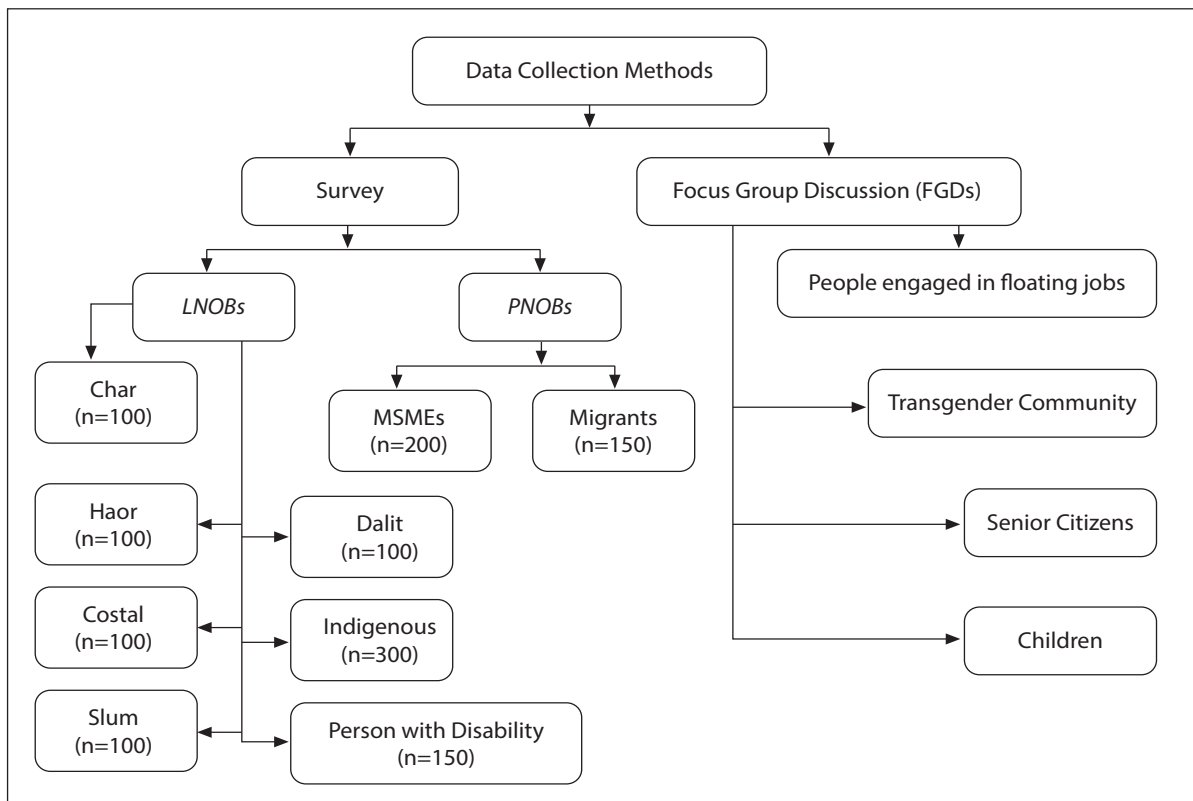 Data Collection Methods
Survey
Focus Group Discussion (FGDs)
LNOBs
PNOBs
People engaged in floating jobs
Char
(n=100)
MSMEs
(n=200)
Migrants
(n=150)
Transgender Community
Haor
(n=100)
Dalit
(n=100)
Senior Citizens
Costal
(n=100)
Indigenous
(n=300)
Children
Slum
(n=100)
Person with Disability
(n=150)